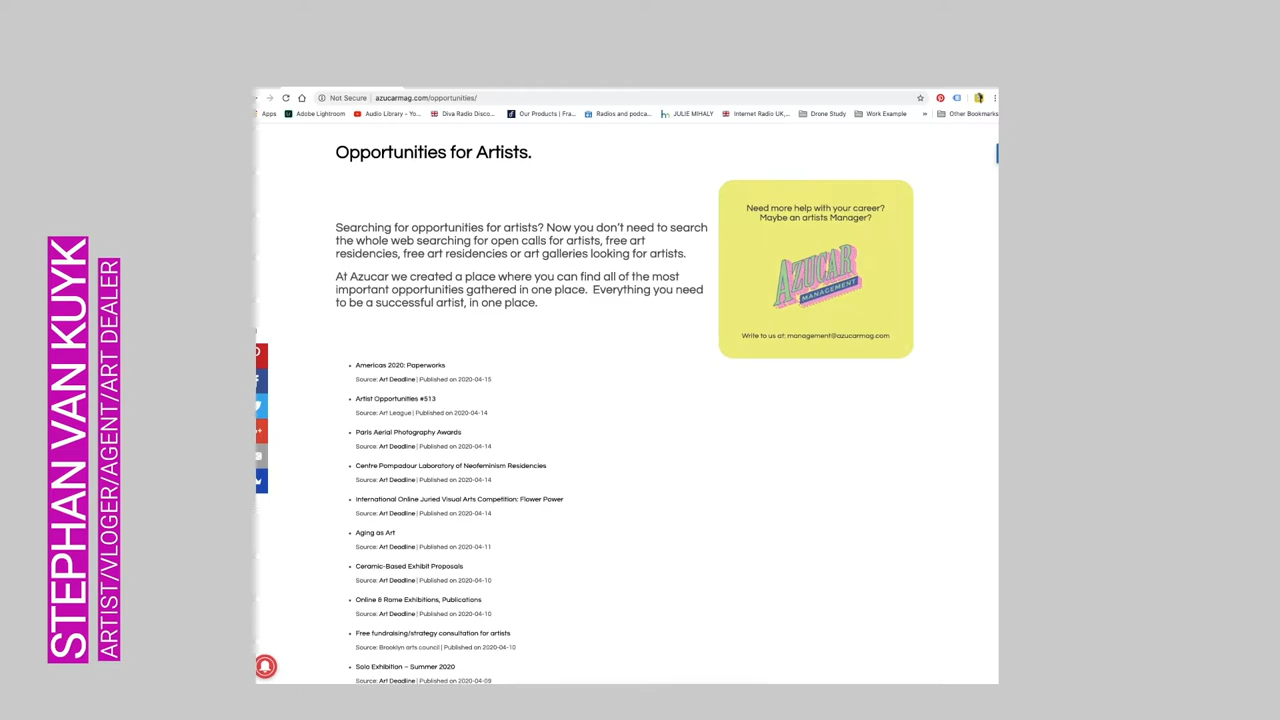 STEPHAN VAN KUYK
ARTIST/VLOGER/AGENT/ART DEALER
Not Secure | azucarmag.com/opportunities/
Apps Adobe Lightroom Audio Library – Yo... Diva Radio Disco... Our Products | Fra... Radios and podca... JULIE MIHALY Internet Radio UK,... Drone Study Work Example » Other Bookmarks
Opportunities for Artists.
Searching for opportunities for artists? Now you don't need to search
the whole web searching for open calls for artists, free art
residencies, free art residencies or art galleries looking for artists.
At Azucar we created a place where you can find all of the most
important opportunities gathered in one place. Everything you need
to be a successful artist, in one place.
Need more help with your career?
Maybe an artists Manager?
AZUCAR
MANAGEMENT
Write to us at: management@azucarmag.com
Americas 2020: Paperworks
Source: Art Deadline | Published on 2020-04-15
Artist Opportunities #513
Source: Art League | Published on 2020-04-14
Paris Aerial Photography Awards
Source: Art Deadline | Published on 2020-04-14
Centre Pompadour Laboratory of Neofeminism Residencies
Source: Art Deadline | Published on 2020-04-14
International Online Juried Visual Arts Competition: Flower Power
Source: Art Deadline | Published on 2020-04-14
Aging as Art
Source: Art Deadline | Published on 2020-04-11
Ceramic-Based Exhibit Proposals
Source: Art Deadline | Published on 2020-04-10
Online & Rome Exhibitions, Publications
Source: Art Deadline | Published on 2020-04-10
Free fundraising/strategy consultation for artists
Source: Brooklyn arts council | Published on 2020-04-10
Solo Exhibition – Summer 2020
Source: Art Deadline | Published on 2020-04-09